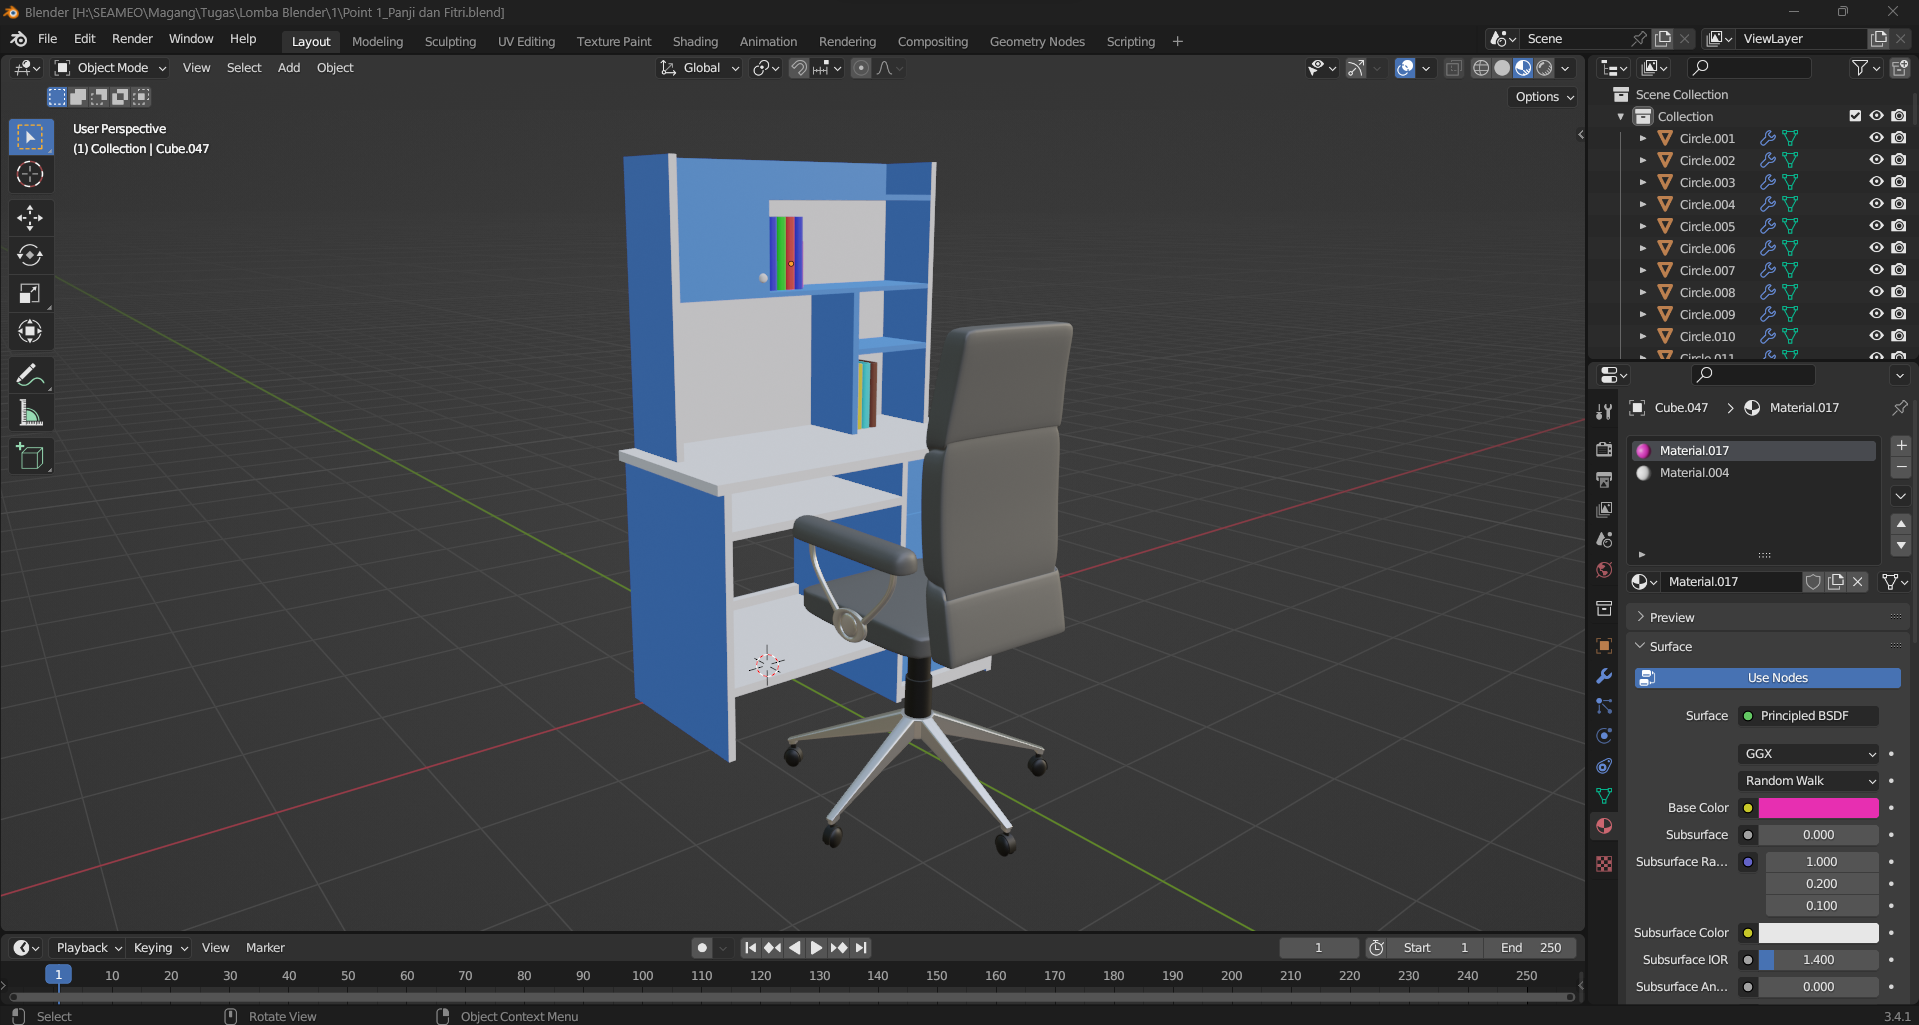 Blender [H:\SEAMEO\Magang\Tugas\Lomba Blender\1\Point 1_Panji dan Fitri.blend]
File Edit Render Window Help Layout Modeling Sculpting UV Editing Texture Paint Shading Animation Rendering Compositing Geometry Nodes Scripting + Scene ViewLayer
Object Mode View Select Add Object Global
Options
User Perspective
(1) Collection | Cube.047
Scene Collection
Collection
Circle.001
Circle.002
Circle.003
Circle.004
Circle.005
Circle.006
Circle.007
Circle.008
Circle.009
Circle.010
Circle.011
Cube.047 > Material.017
Material.017
Material.004
Material.017
Preview
Surface
Use Nodes
Surface Principled BSDF
GGX
Random Walk
Base Color
Subsurface 0.000
Subsurface Ra... 1.000
0.200
0.100
Subsurface Color
Subsurface IOR 1.400
Subsurface An... 0.000
Playback Keying View Marker 1 Start 1 End 250
1 10 20 30 40 50 60 70 80 90 100 110 120 130 140 150 160 170 180 190 200 210 220 230 240 250
Select Rotate View Object Context Menu 3.4.1